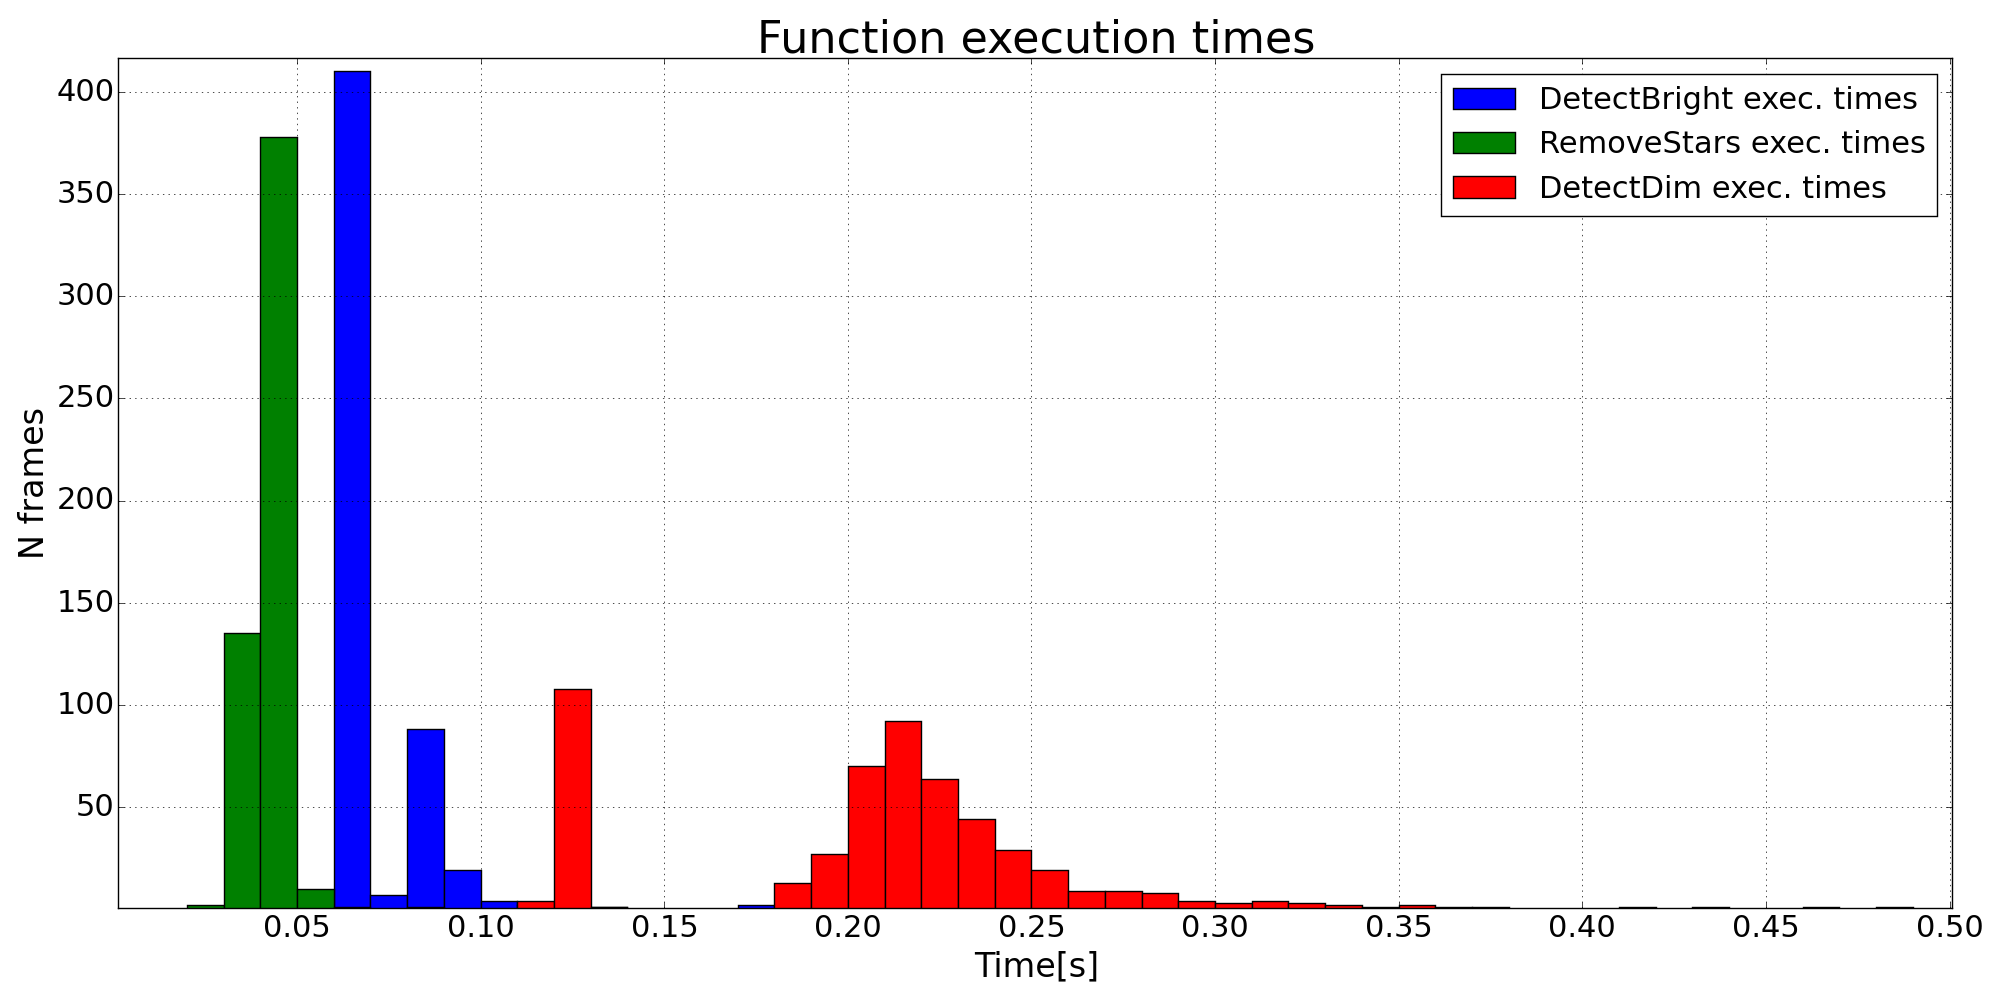 Function execution times
DetectBright exec. times
RemoveStars exec. times
DetectDim exec. times
N frames
400
350
300
250
200
150
100
50
0.05 0.10 0.15 0.20 0.25 0.30 0.35 0.40 0.45 0.50
Time[s]